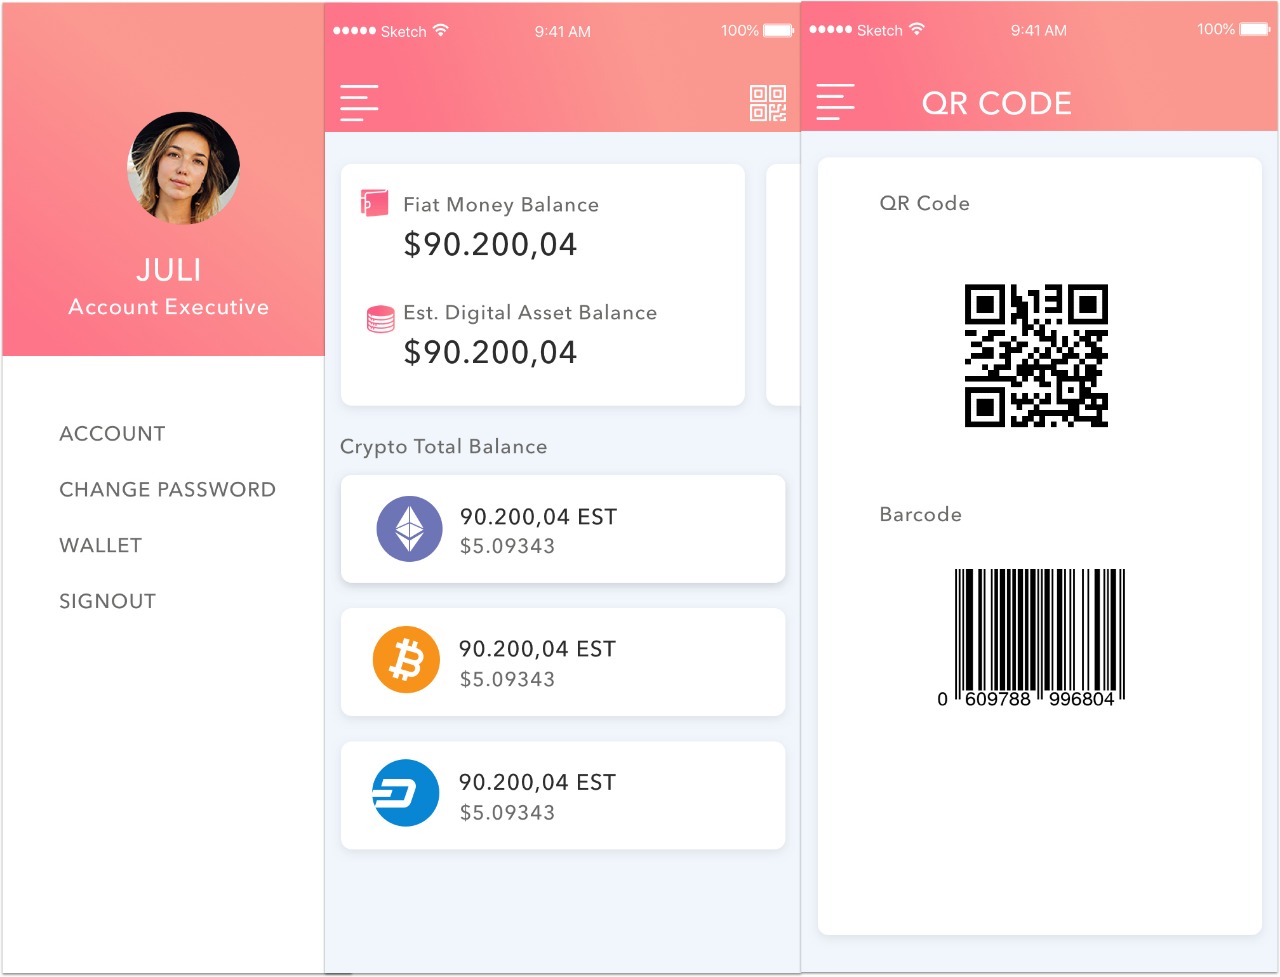 JULI
Account Executive
ACCOUNT
CHANGE PASSWORD
WALLET
SIGNOUT
Sketch 9:41 AM 100%
Fiat Money Balance
$90.200,04
Est. Digital Asset Balance
$90.200,04
Crypto Total Balance
90.200,04 EST
$5.09343
90.200,04 EST
$5.09343
90.200,04 EST
$5.09343
Sketch 9:41 AM 100%
QR CODE
QR Code
Barcode
0 609788 996804